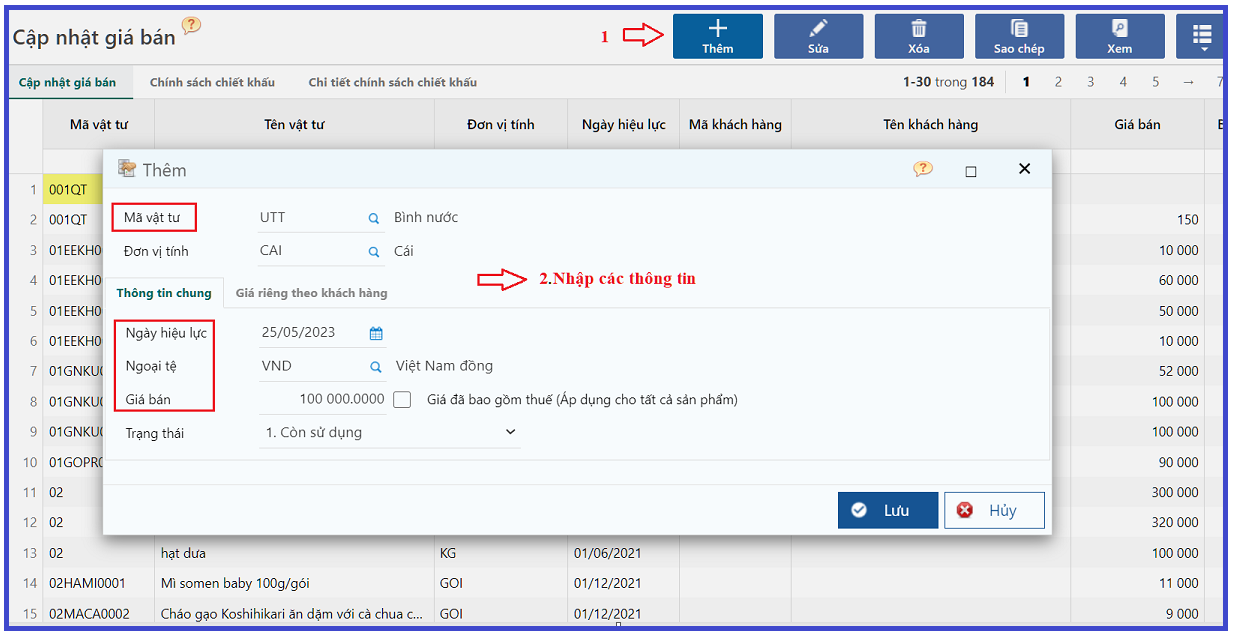 Cập nhật giá bán ?
1
Thêm Sửa Xóa Sao chép Xem
Cập nhật giá bán Chính sách chiết khấu Chi tiết chính sách chiết khấu 1-30 trong 184 1 2 3 4 5 → 7
Mã vật tư Tên vật tư Đơn vị tính Ngày hiệu lực Mã khách hàng Tên khách hàng Giá bán
Thêm ?
1 001QT
Mã vật tư UTT Bình nước
2 001QT 150
Đơn vị tính CAI Cái
3 01EEKH0 10 000
2.Nhập các thông tin
4 01EEKH0 60 000
Thông tin chung Giá riêng theo khách hàng
5 01EEKH0 50 000
Ngày hiệu lực 25/05/2023
6 01EEKH0 10 000
Ngoại tệ VND Việt Nam đồng
7 01GNKU0 52 000
Giá bán 100 000.0000 Giá đã bao gồm thuế (Áp dụng cho tất cả sản phẩm)
8 01GNKU0 100 000
Trạng thái 1. Còn sử dụng
9 01GNKU0 100 000
10 01GOPR0 90 000
11 02 300 000
Lưu Hủy
12 02 320 000
13 02 hạt dưa KG 01/06/2021 100 000
14 02HAMI0001 Mì somen baby 100g/gói GOI 01/12/2021 11 000
15 02MACA0002 Cháo gạo Koshihikari ăn dặm với cà chua c... GOI 01/12/2021 9 000